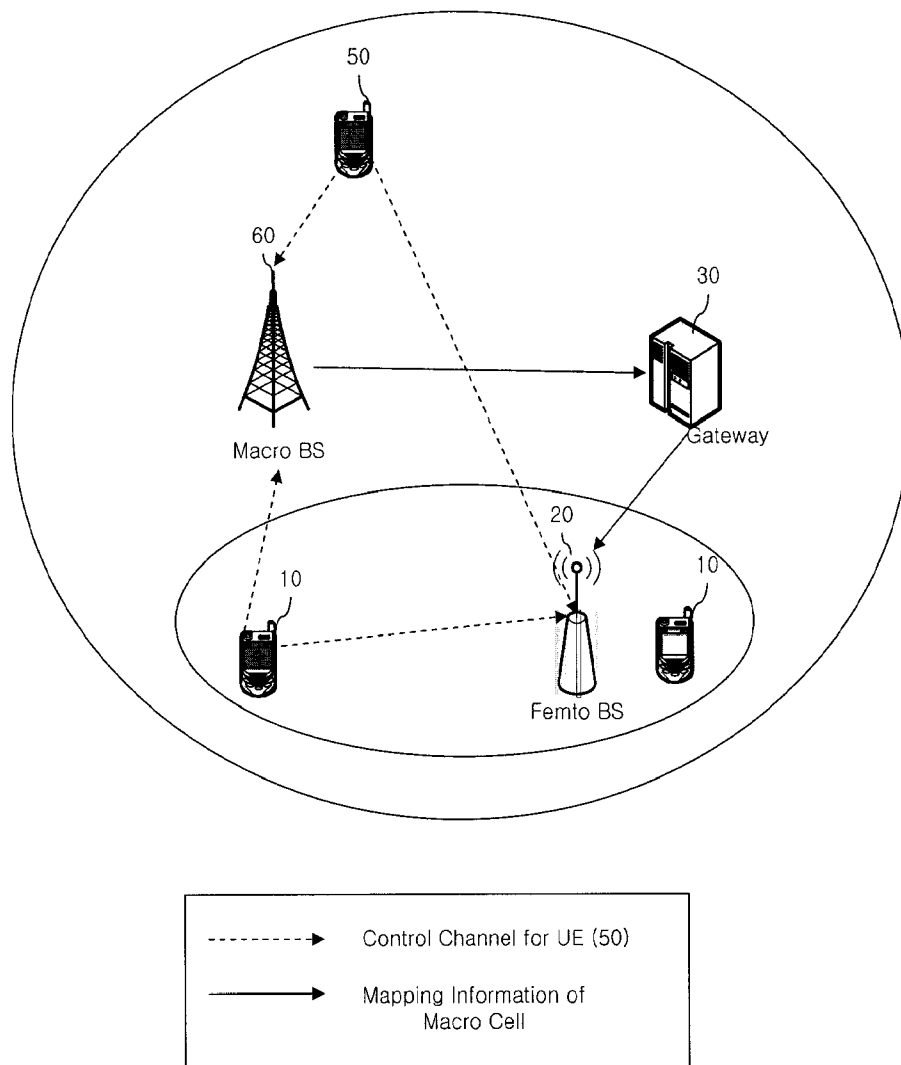 50
60
30
Macro BS
Gateway
20
10
10
Femto BS
Control Channel for UE (50)
Mapping Information of
Macro Cell